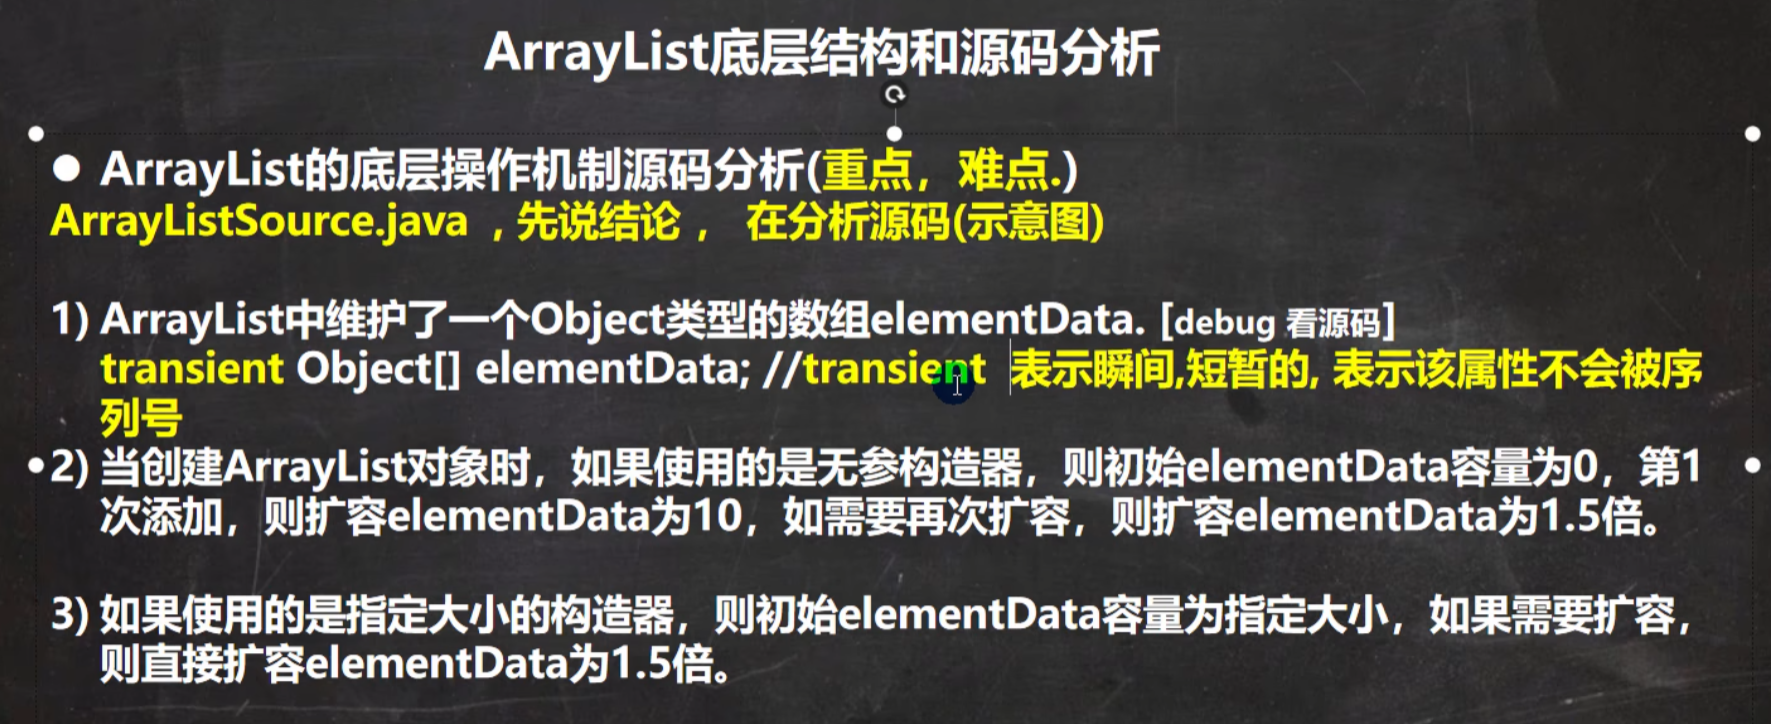 ArrayList底层结构和源码分析
● ArrayList的底层操作机制源码分析(重点，难点.)
ArrayListSource.java ，先说结论， 在分析源码(示意图)
1) ArrayList中维护了一个Object类型的数组elementData. [debug 看源码]
transient Object[] elementData; //transient 表示瞬间,短暂的, 表示该属性不会被序
列号
2) 当创建ArrayList对象时，如果使用的是无参构造器，则初始elementData容量为0，第1
次添加，则扩容elementData为10，如需要再次扩容，则扩容elementData为1.5倍。
3) 如果使用的是指定大小的构造器，则初始elementData容量为指定大小，如果需要扩容，
则直接扩容elementData为1.5倍。